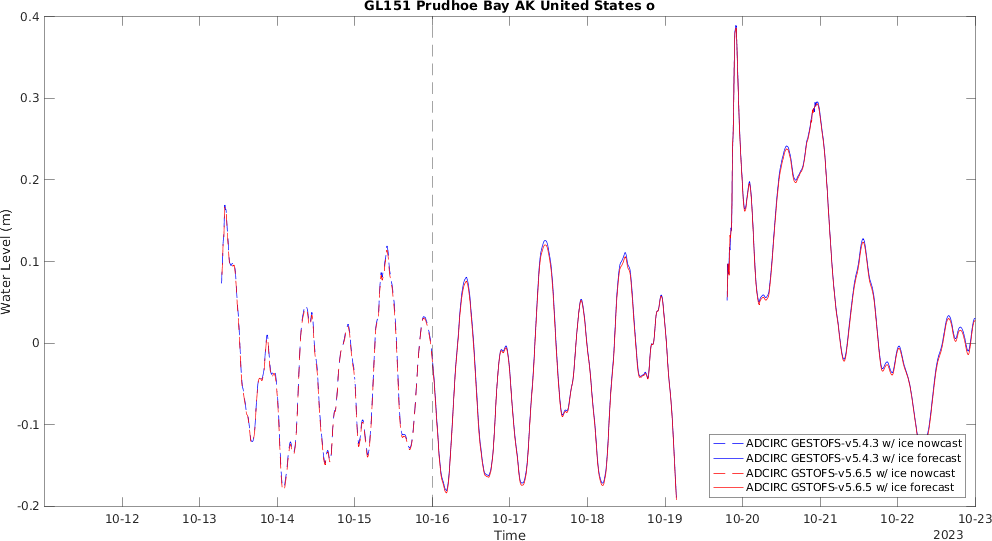 GL151 Prudhoe Bay AK United States o
0.4
0.3
0.2
0.1
0
-0.1
-0.2
Water Level (m)
10-12 10-13 10-14 10-15 10-16 10-17 10-18 10-19 10-20 10-21 10-22 10-23
Time
2023
ADCIRC GESTOFS-v5.4.3 w/ ice nowcast
ADCIRC GESTOFS-v5.4.3 w/ ice forecast
ADCIRC GSTOFS-v5.6.5 w/ ice nowcast
ADCIRC GSTOFS-v5.6.5 w/ ice forecast